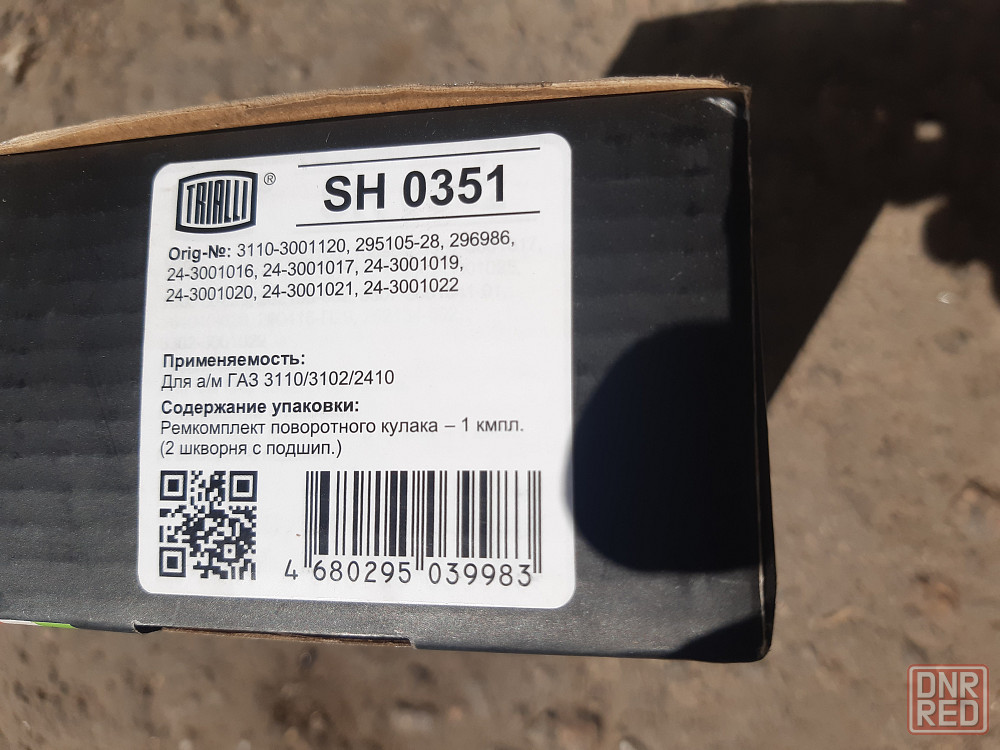 TRIALLI ®
SH 0351
Orig-№: 3110-3001120, 295105-28, 296986,
24-3001016, 24-3001017, 24-3001019,
24-3001020, 24-3001021, 24-3001022
Применяемость:
Для а/м ГАЗ 3110/3102/2410
Содержание упаковки:
Ремкомплект поворотного кулака – 1 кмпл.
(2 шкворня с подшип.)
4 680295 039983
DNR
RED